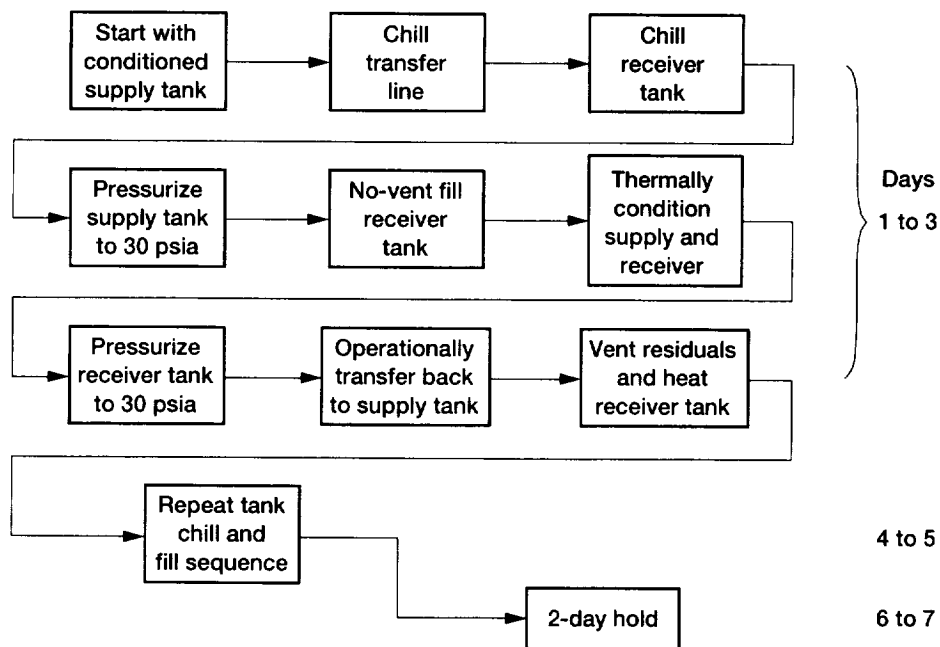 Start with
conditioned
supply tank
Chill
transfer
line
Chill
receiver
tank
Pressurize
supply tank
to 30 psia
No-vent fill
receiver
tank
Thermally
condition
supply and
receiver
Days
1 to 3
Pressurize
receiver tank
to 30 psia
Operationally
transfer back
to supply tank
Vent residuals
and heat
receiver tank
Repeat tank
chill and
fill sequence
4 to 5
2-day hold
6 to 7